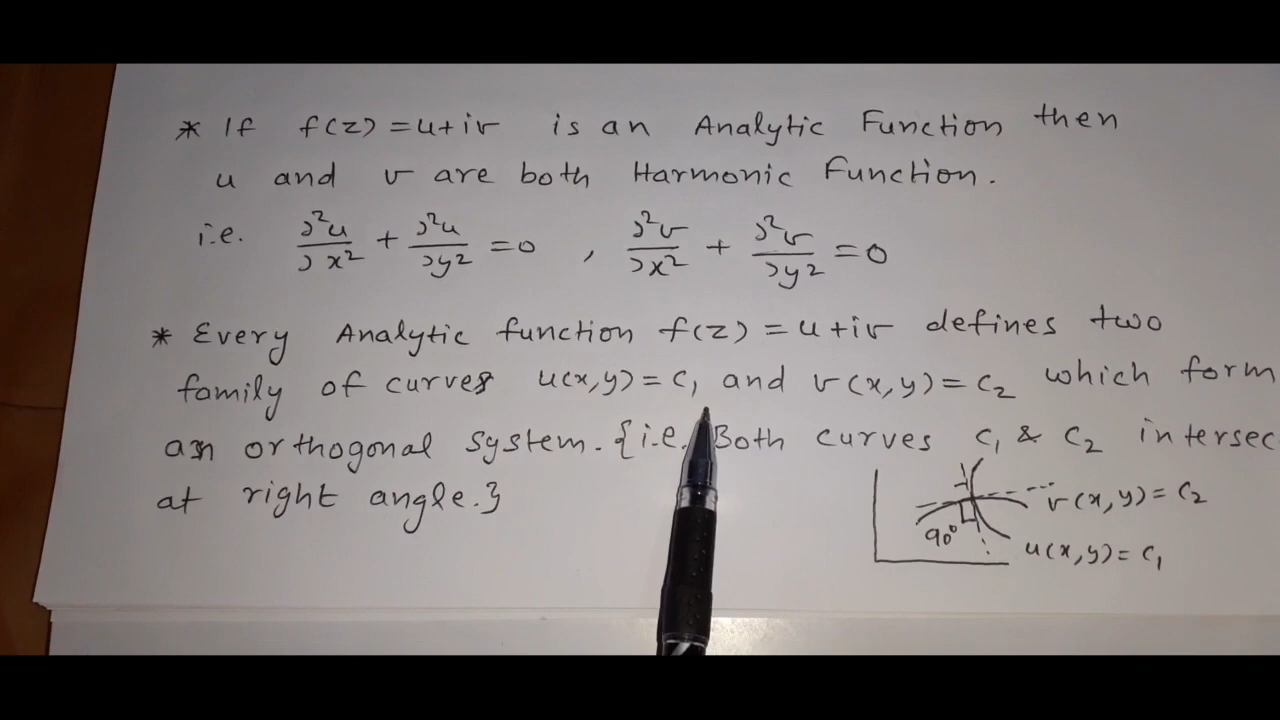 * If f(z) = u+iv is an Analytic Function then
u and v are both Harmonic Function.
i.e. ∂²u/∂x² + ∂²u/∂y² = 0 , ∂²v/∂x² + ∂²v/∂y² = 0
* Every Analytic function f(z) = u+iv defines two
family of curves u(x,y) = c₁ and v(x,y) = c₂ which form
an orthogonal system. {i.e. Both curves c₁ & c₂ intersec
at right angle.}
v(x,y) = c₂
90°
u(x,y) = c₁